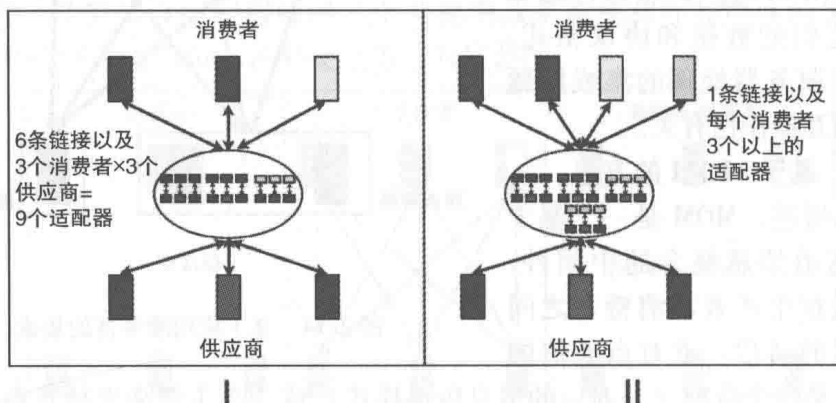 消费者
6条链接以及
3个消费者×3个
供应商
9个适配器
供应商
I
消费者
1条链接以及
每个消费者
3个以上的
适配器
供应商
II